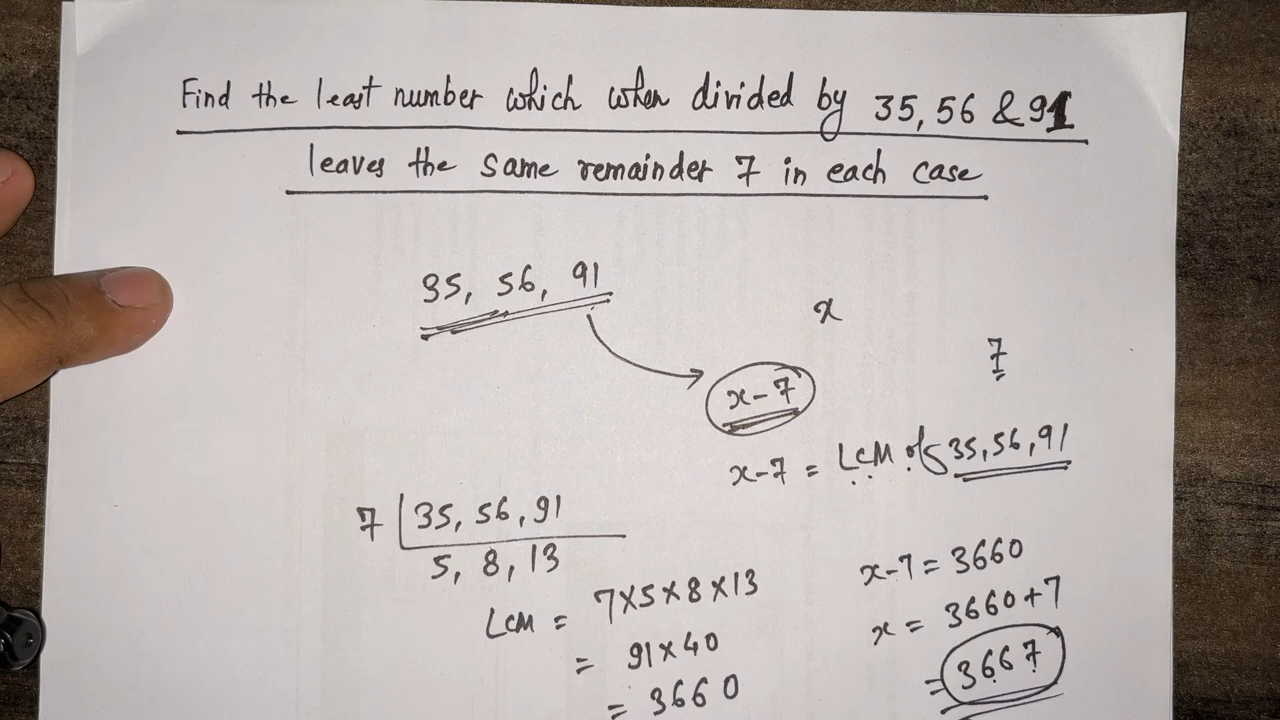 Find the least number which when divided by 35, 56 & 91
leaves the same remainder 7 in each case
35, 56, 91
x
7
x-7
x-7 = LCM of 35, 56, 91
7 35, 56, 91
5, 8, 13
LCM = 7×5×8×13
= 91×40
= 3660
x-7 = 3660
x = 3660+7
= 3667